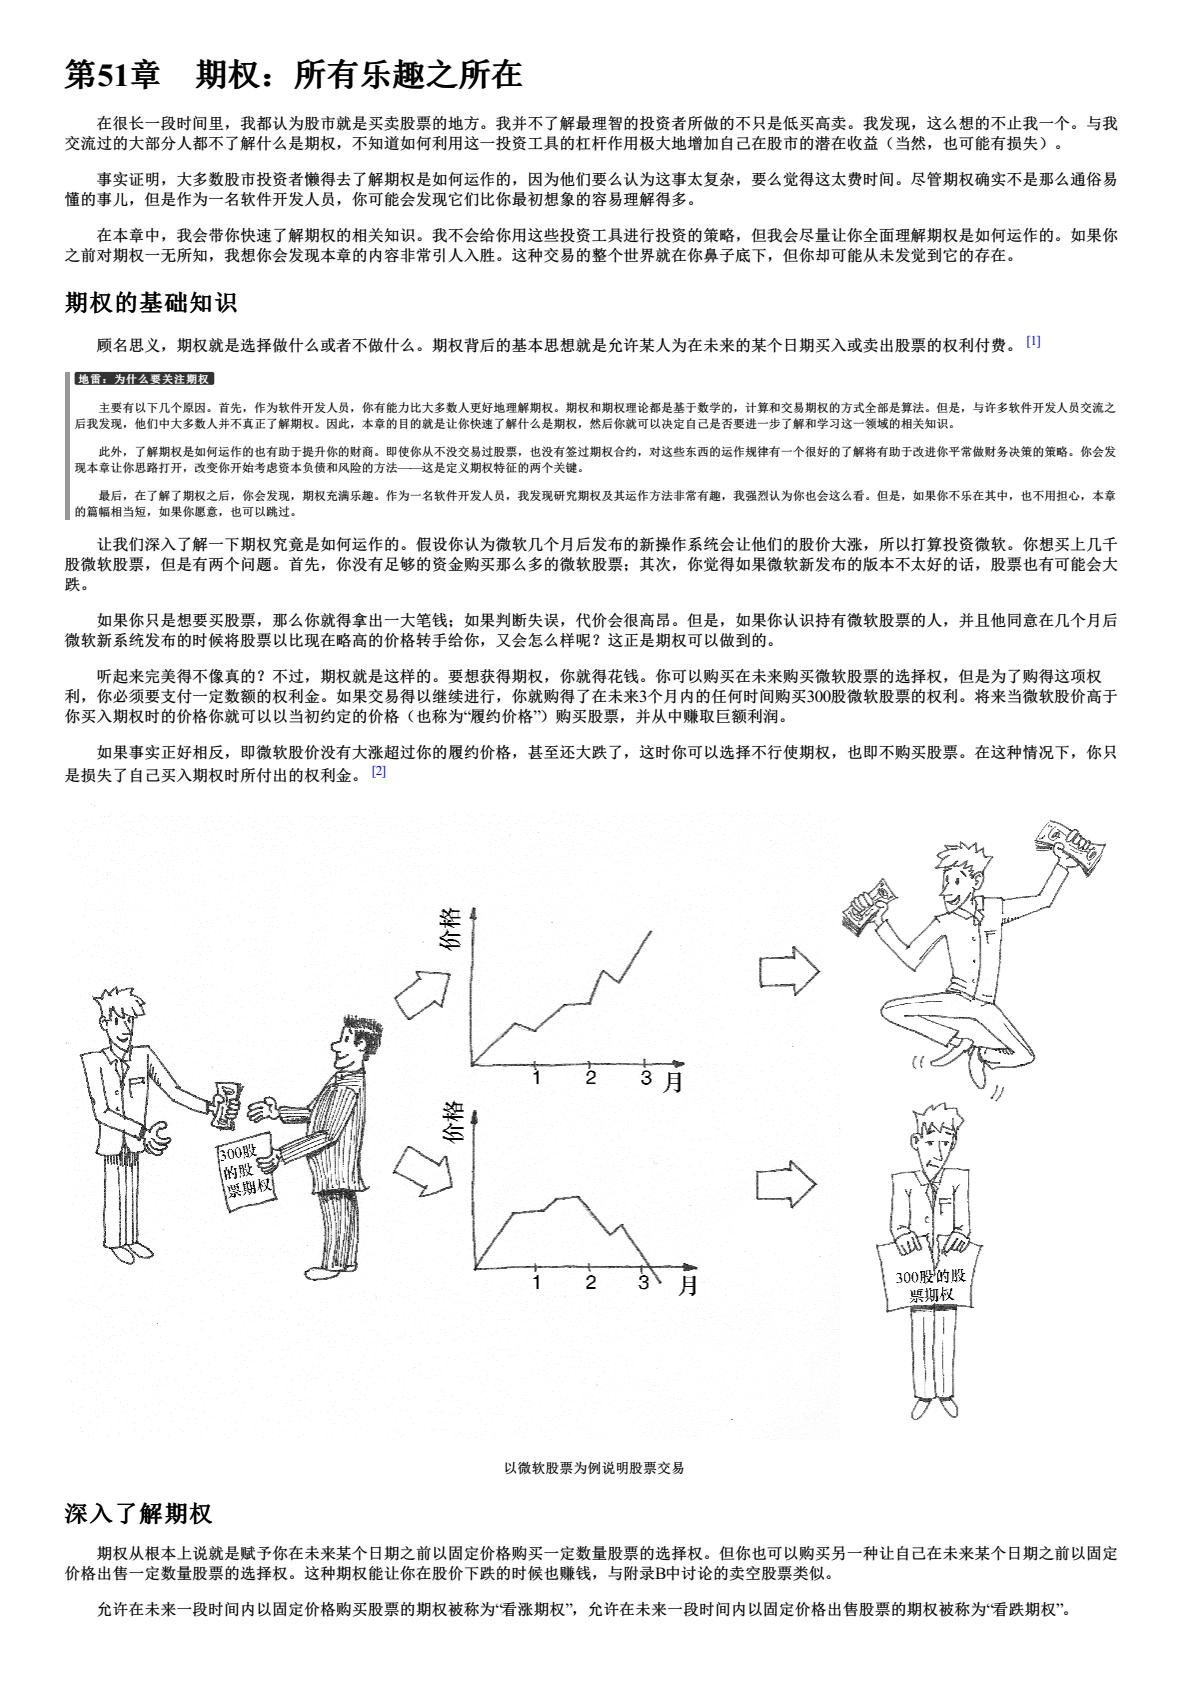 第51章　期权：所有乐趣之所在
在很长一段时间里，我都认为股市就是买卖股票的地方。我并不了解最理智的投资者所做的不只是低买高卖。我发现，这么想的不止我一个。与我
交流过的大部分人都不了解什么是期权，不知道如何利用这一投资工具的杠杆作用极大地增加自己在股市的潜在收益（当然，也可能有损失）。
事实证明，大多数股市投资者懒得去了解期权是如何运作的，因为他们要么认为这事太复杂，要么觉得这太费时间。尽管期权确实不是那么通俗易
懂的事儿，但是作为一名软件开发人员，你可能会发现它们比你最初想象的容易理解得多。
在本章中，我会带你快速了解期权的相关知识。我不会给你用这些投资工具进行投资的策略，但我会尽量让你全面理解期权是如何运作的。如果你
之前对期权一无所知，我想你会发现本章的内容非常引人入胜。这种交易的整个世界就在你鼻子底下，但你却可能从未发觉到它的存在。
期权的基础知识
顾名思义，期权就是选择做什么或者不做什么。期权背后的基本思想就是允许某人为在未来的某个日期买入或卖出股票的权利付费。 [1]
地雷：为什么要关注期权
主要有以下几个原因。首先，作为软件开发人员，你有能力比大多数人更好地理解期权。期权和期权理论都是基于数学的，计算和交易期权的方式全部是算法。但是，与许多软件开发人员交流之
后我发现，他们中大多数人并不真正了解期权。因此，本章的目的就是让你快速了解什么是期权，然后你就可以决定自己是否要进一步了解和学习这一领域的相关知识。
此外，了解期权是如何运作的也有助于提升你的财商。即使你从不没交易过股票，也没有签过期权合约，对这些东西的运作规律有一个很好的了解将有助于改进你平常做财务决策的策略。你会发
现本章让你思路打开，改变你开始考虑资本负债和风险的方法——这是定义期权特征的两个关键。
最后，在了解了期权之后，你会发现，期权充满乐趣。作为一名软件开发人员，我发现研究期权及其运作方法非常有趣，我强烈认为你也会这么看。但是，如果你不乐在其中，也不用担心，本章
的篇幅相当短，如果你愿意，也可以跳过。
让我们深入了解一下期权究竟是如何运作的。假设你认为微软几个月后发布的新操作系统会让他们的股价大涨，所以打算投资微软。你想买上几千
股微软股票，但是有两个问题。首先，你没有足够的资金购买那么多的微软股票；其次，你觉得如果微软新发布的版本不太好的话，股票也有可能会大
跌。
如果你只是想要买股票，那么你就得拿出一大笔钱；如果判断失误，代价会很高昂。但是，如果你认识持有微软股票的人，并且他同意在几个月后
微软新系统发布的时候将股票以比现在略高的价格转手给你，又会怎么样呢？这正是期权可以做到的。
听起来完美得不像真的？不过，期权就是这样的。要想获得期权，你就得花钱。你可以购买在未来购买微软股票的选择权，但是为了购得这项权
利，你必须要支付一定数额的权利金。如果交易得以继续进行，你就购得了在未来3个月内的任何时间购买300股微软股票的权利。将来当微软股价高于
你买入期权时的价格你就可以以当初约定的价格（也称为“履约价格”）购买股票，并从中赚取巨额利润。
如果事实正好相反，即微软股价没有大涨超过你的履约价格，甚至还大跌了，这时你可以选择不行使期权，也即不购买股票。在这种情况下，你只
是损失了自己买入期权时所付出的权利金。 [2]
价格
1 2 3 月
300股
的股
票期权
价格
1 2 3 月
300股的股
票期权
以微软股票为例说明股票交易
深入了解期权
期权从根本上说就是赋予你在未来某个日期之前以固定价格购买一定数量股票的选择权。但你也可以购买另一种让自己在未来某个日期之前以固定
价格出售一定数量股票的选择权。这种期权能让你在股价下跌的时候也赚钱，与附录B中讨论的卖空股票类似。
允许在未来一段时间内以固定价格购买股票的期权被称为“看涨期权”，允许在未来一段时间内以固定价格出售股票的期权被称为“看跌期权”。